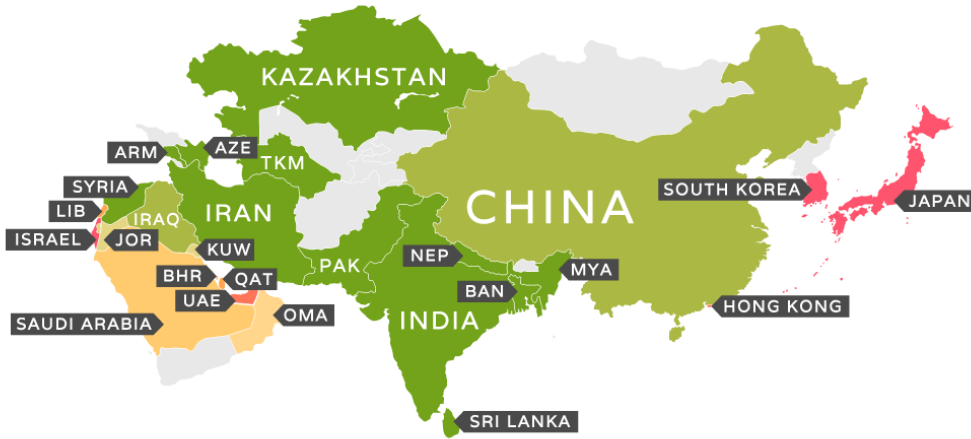 KAZAKHSTAN
ARM
AZE
TKM
SYRIA
SOUTH KOREA
JAPAN
LIB
IRAQ
IRAN
CHINA
ISRAEL
JOR
KUW
NEP
PAK
MYA
BHR
QAT
BAN
UAE
HONG KONG
SAUDI ARABIA
OMA
INDIA
SRI LANKA